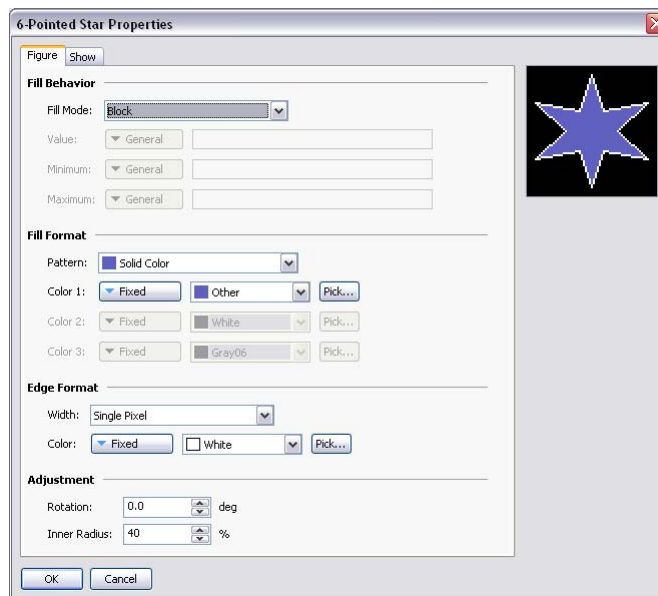 6-Pointed Star Properties
Figure Show
Fill Behavior
Fill Mode: Block
Value: General
Minimum: General
Maximum: General
Fill Format
Pattern: Solid Color
Color 1: Fixed Other Pick...
Color 2: Fixed White Pick...
Color 3: Fixed Gray06 Pick...
Edge Format
Width: Single Pixel
Color: Fixed White Pick...
Adjustment
Rotation: 0.0 deg
Inner Radius: 40 %
OK Cancel